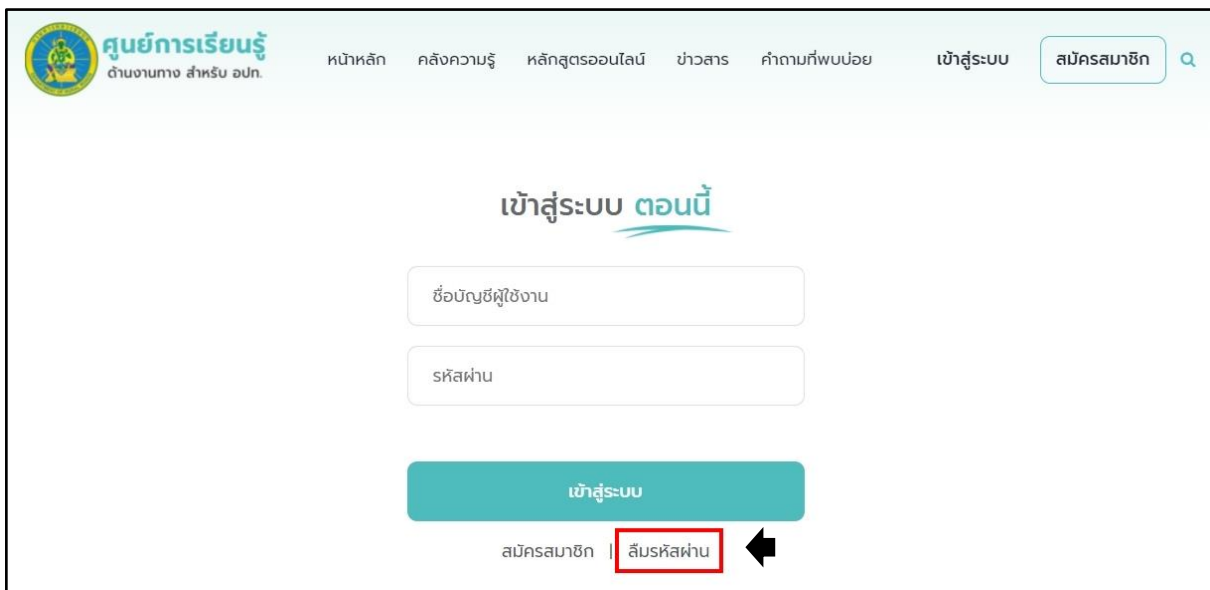 ศูนย์การเรียนรู้
ด้านงานทาง สำหรับ อปท.
หน้าหลัก คลังความรู้ หลักสูตรออนไลน์ ข่าวสาร คำถามที่พบบ่อย เข้าสู่ระบบ สมัครสมาชิก
เข้าสู่ระบบ ตอนนี้
ชื่อบัญชีผู้ใช้งาน
รหัสผ่าน
เข้าสู่ระบบ
สมัครสมาชิก | ลืมรหัสผ่าน